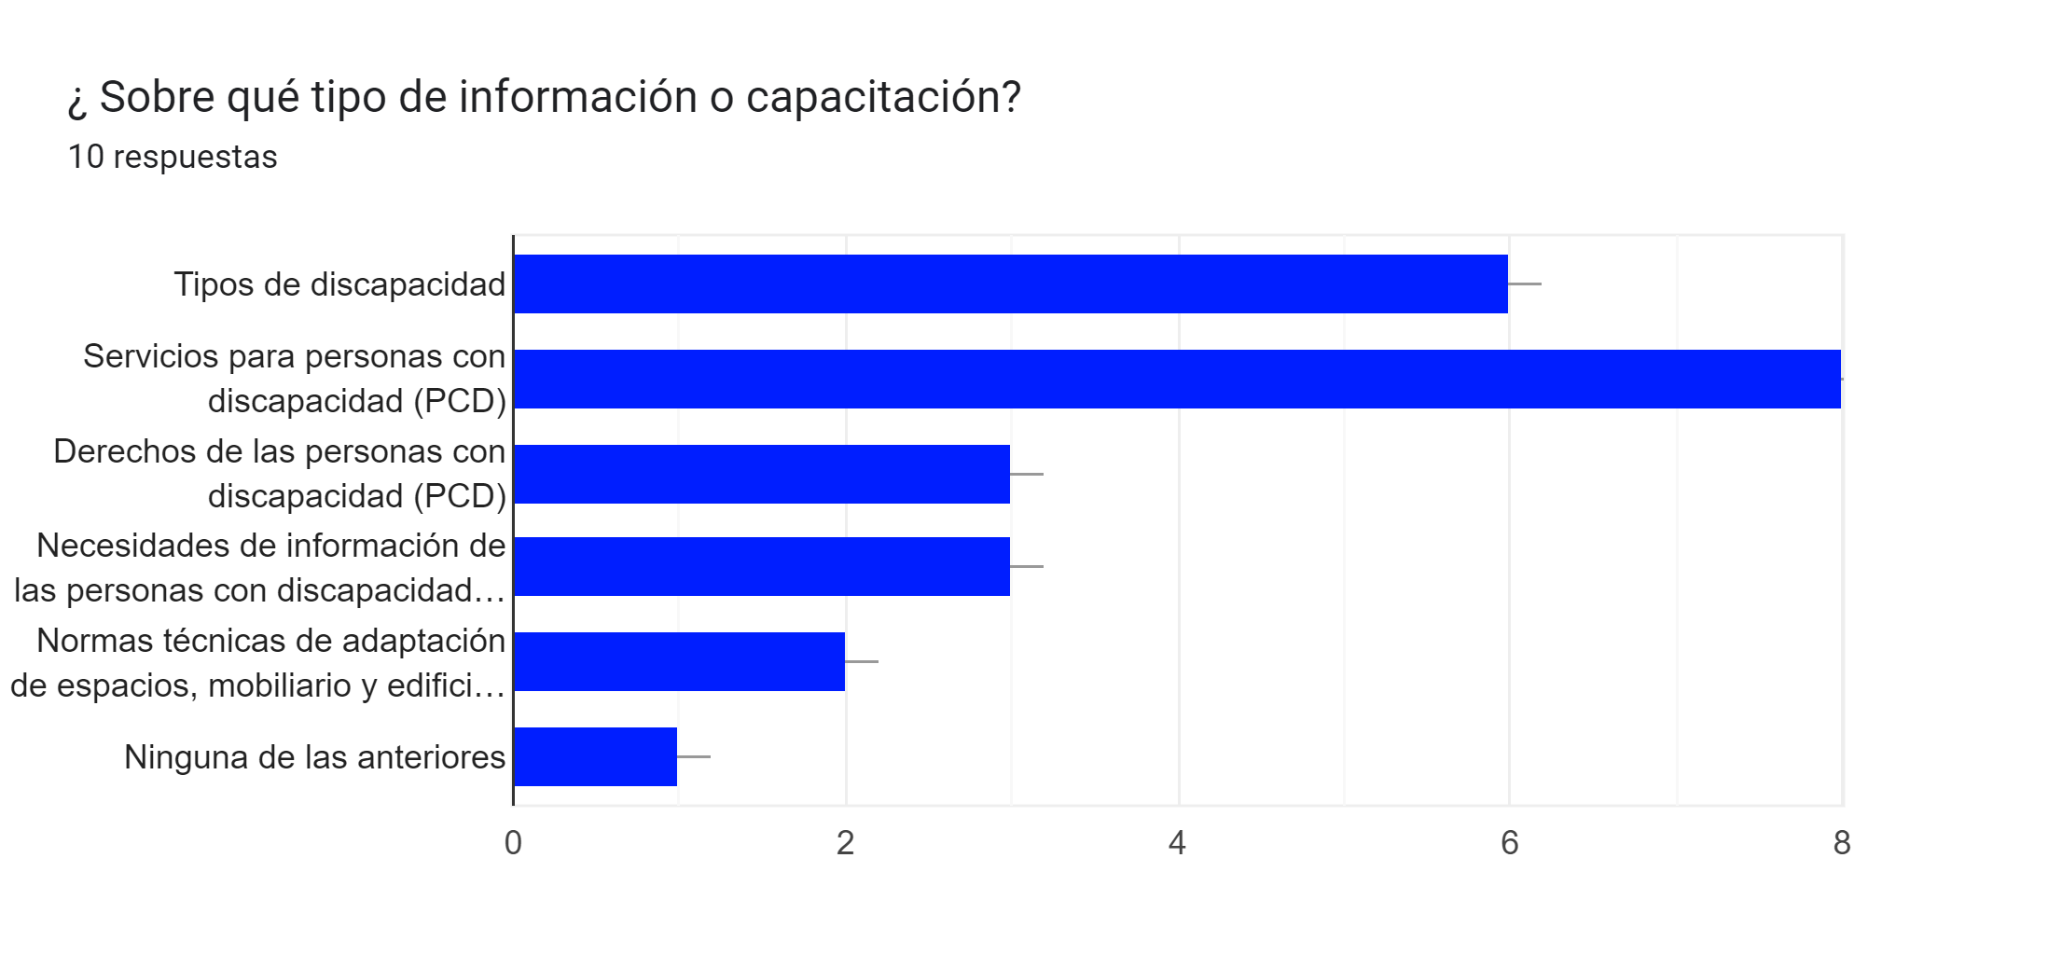 ¿ Sobre qué tipo de información o capacitación?
10 respuestas
Tipos de discapacidad
Servicios para personas con
discapacidad (PCD)
Derechos de las personas con
discapacidad (PCD)
Necesidades de información de
las personas con discapacidad…
Normas técnicas de adaptación
de espacios, mobiliario y edifici…
Ninguna de las anteriores
0 2 4 6 8